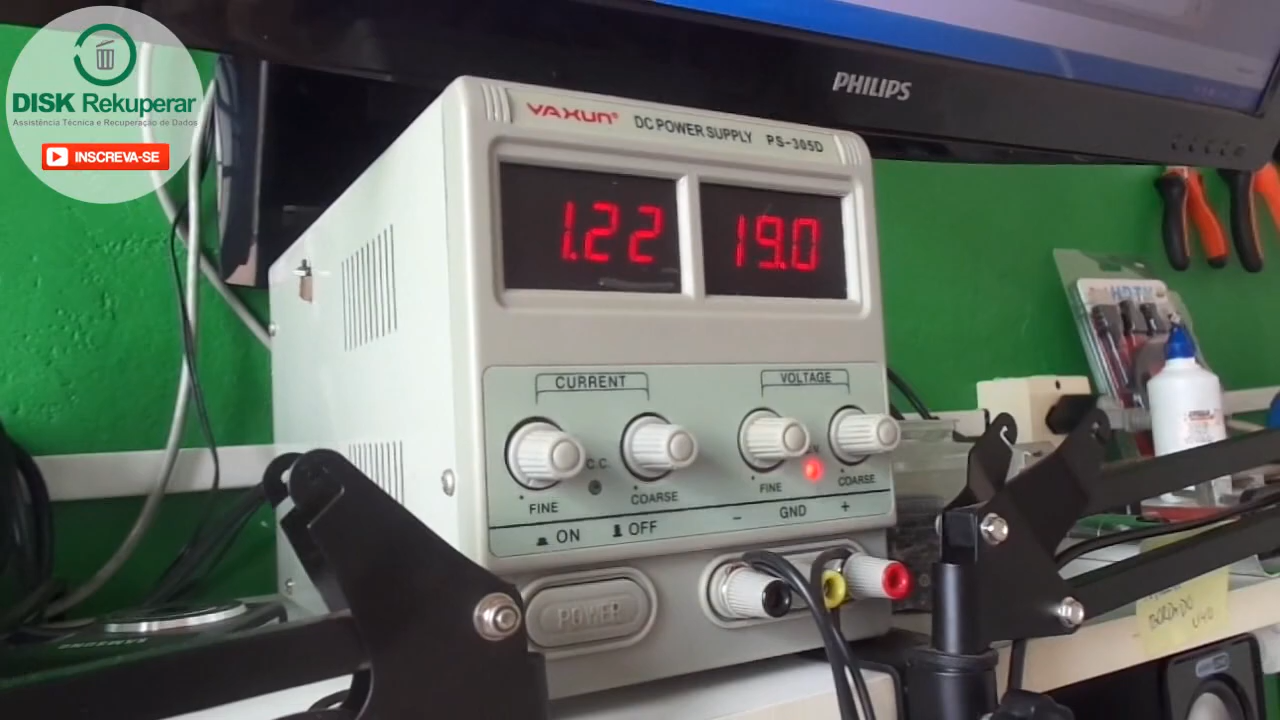 DISK Rekuperar
Assistência Técnica e Recuperação de Dados
INSCREVA-SE
PHILIPS
YAXUN® DC POWER SUPPLY PS-305D
1.22 19.0
CURRENT VOLTAGE
C.C.
FINE COARSE FINE COARSE
ON OFF - GND +
POWER